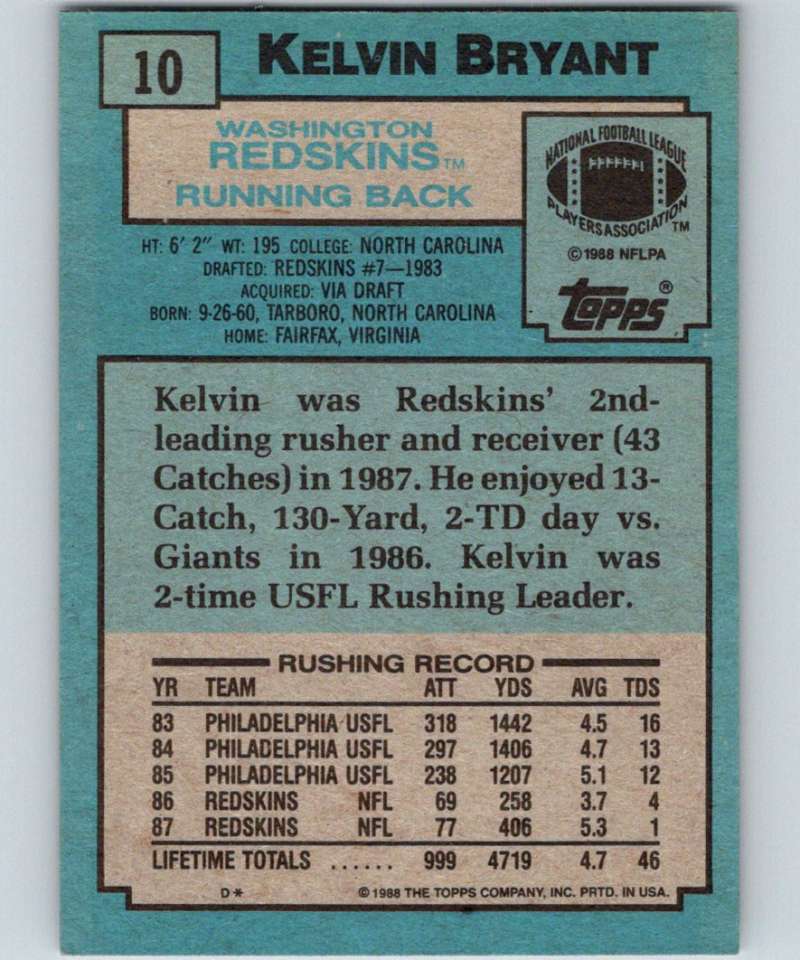 10
KELVIN BRYANT
WASHINGTON
REDSKINS™
RUNNING BACK
NATIONAL FOOTBALL LEAGUE
PLAYERS ASSOCIATION™
©1988 NFLPA
Topps®
HT: 6' 2" WT: 195 COLLEGE: NORTH CAROLINA
DRAFTED: REDSKINS #7—1983
ACQUIRED: VIA DRAFT
BORN: 9-26-60, TARBORO, NORTH CAROLINA
HOME: FAIRFAX, VIRGINIA
Kelvin was Redskins' 2nd-
leading rusher and receiver (43
Catches) in 1987. He enjoyed 13-
Catch, 130-Yard, 2-TD day vs.
Giants in 1986. Kelvin was
2-time USFL Rushing Leader.
RUSHING RECORD
YR TEAM ATT YDS AVG TDS
83 PHILADELPHIA USFL 318 1442 4.5 16
84 PHILADELPHIA USFL 297 1406 4.7 13
85 PHILADELPHIA USFL 238 1207 5.1 12
86 REDSKINS NFL 69 258 3.7 4
87 REDSKINS NFL 77 406 5.3 1
LIFETIME TOTALS ...... 999 4719 4.7 46
D* ©1988 THE TOPPS COMPANY, INC. PRTD. IN USA.